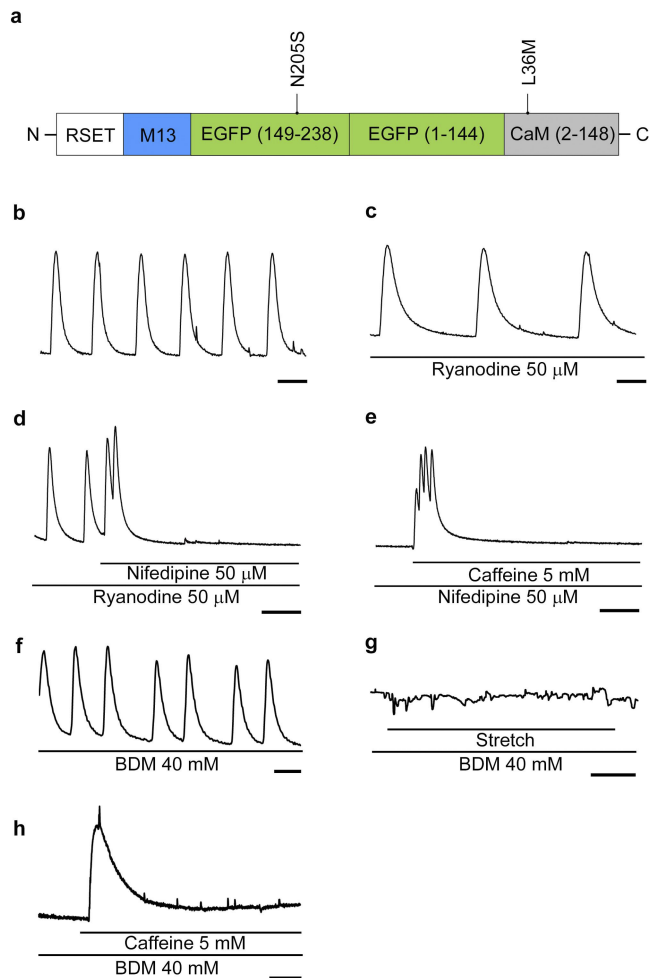 a
N205S
L36M
N RSET M13 EGFP (149-238) EGFP (1-144) CaM (2-148) C
b
c
Ryanodine 50 μM
d
Nifedipine 50 μM
Ryanodine 50 μM
e
Caffeine 5 mM
Nifedipine 50 μM
f
BDM 40 mM
g
Stretch
BDM 40 mM
h
Caffeine 5 mM
BDM 40 mM